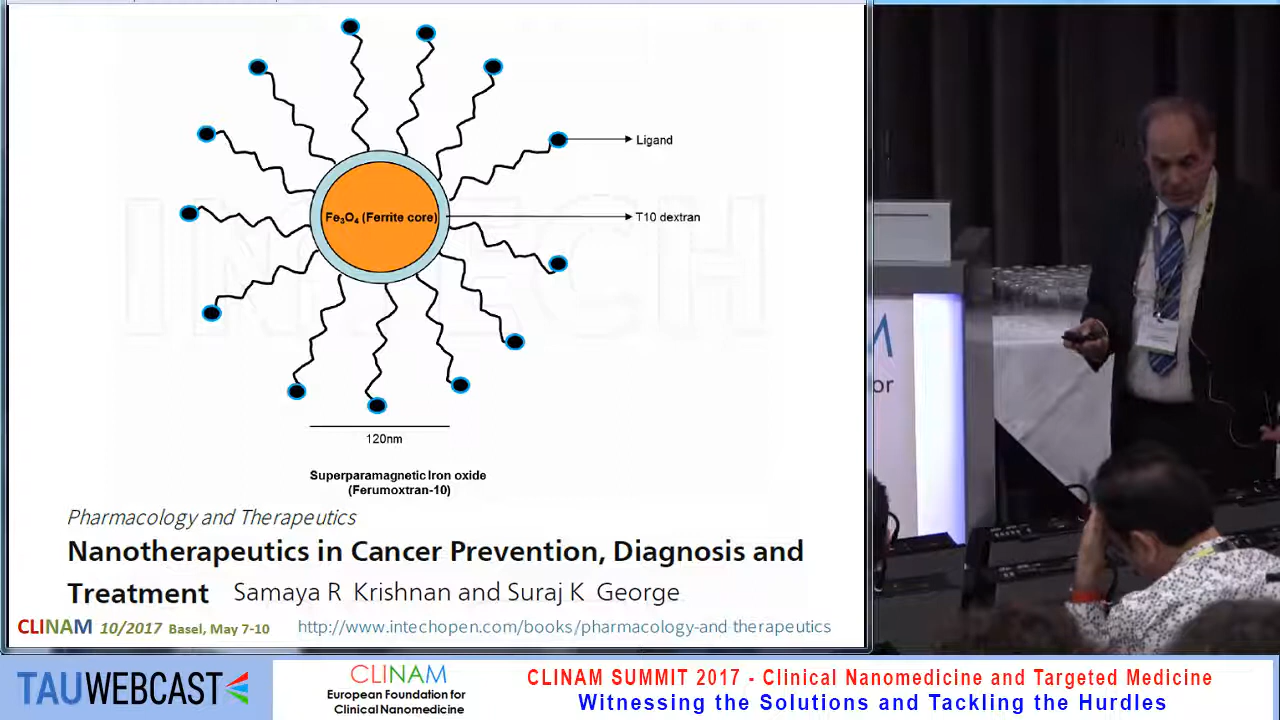 Ligand
Fe₃O₄ (Ferrite core)
T10 dextran
INTECH
120nm
Superparamagnetic Iron oxide
(Ferumoxtran-10)
Pharmacology and Therapeutics
Nanotherapeutics in Cancer Prevention, Diagnosis and
Treatment Samaya R Krishnan and Suraj K George
CLINAM 10/2017 Basel, May 7-10 http://www.intechopen.com/books/pharmacology-and therapeutics
AM
or
TAUWEBCAST
CLINAM
European Foundation for
Clinical Nanomedicine
CLINAM SUMMIT 2017 - Clinical Nanomedicine and Targeted Medicine
Witnessing the Solutions and Tackling the Hurdles